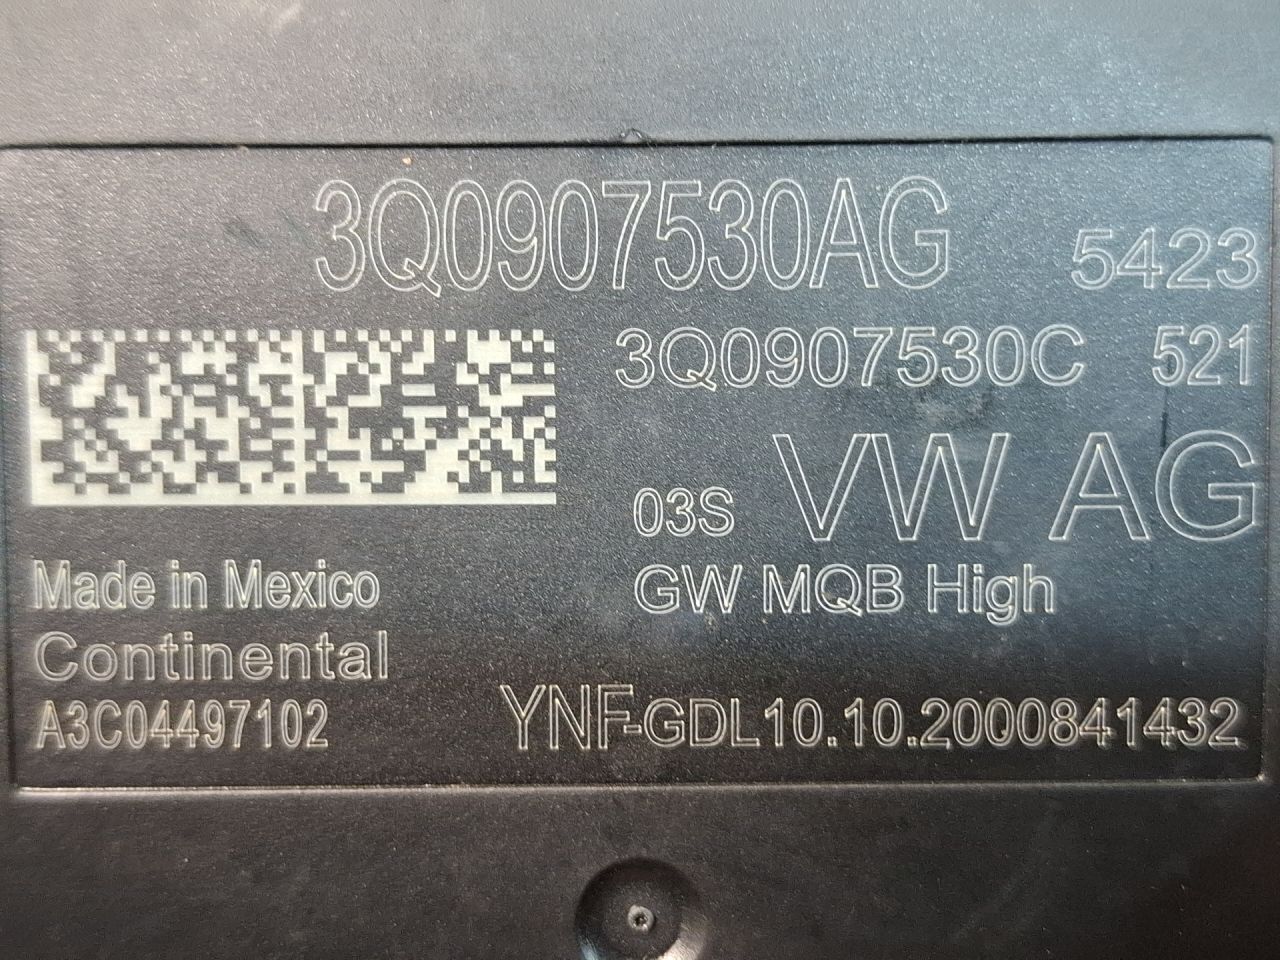 3Q0907530AG 5423
3Q0907530C 521
03S VW AG
Made in Mexico GW MQB High
Continental
A3C04497102 YNF-GDL10.10.2000841432